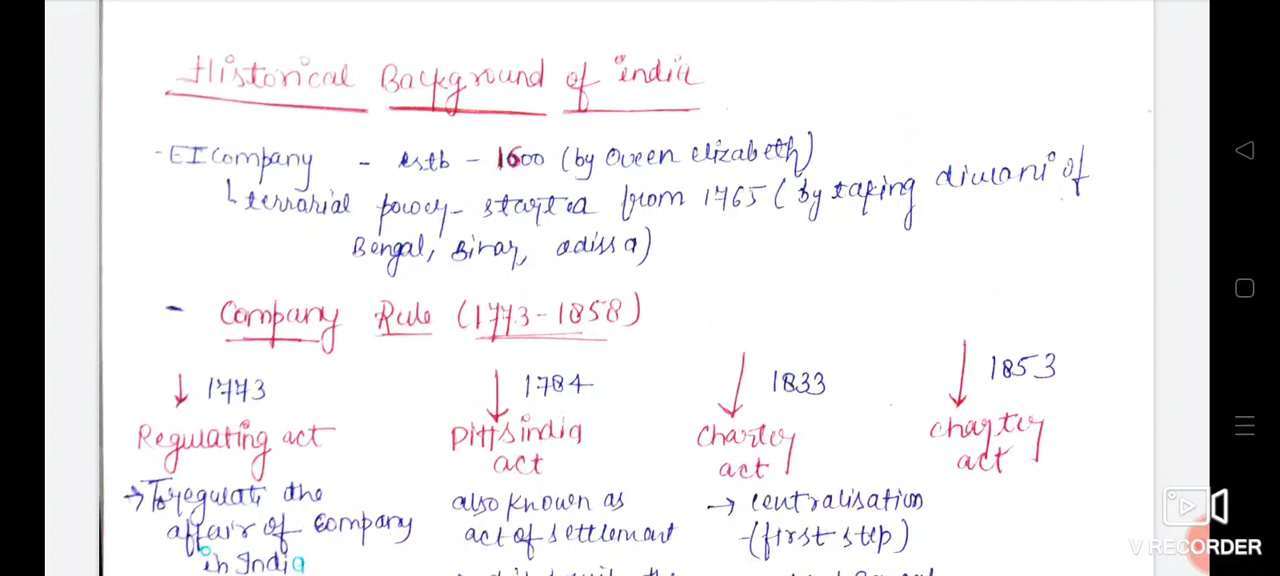 Historical Background of india
- EI Company - estb - 1600 (by Queen elizabeth)
terrarial power - started from 1765 (by taking diwani of
Bengal, Birar, odissa)
- Company Rule (1773-1858)
1773
1784
1833
1853
Regulating act
Pitts india
act
Charter
act
Charter
act
→ To regulate the
affair of Company
in India
also known as
act of settlement
→ centralisation
(first step)
V RECORDER